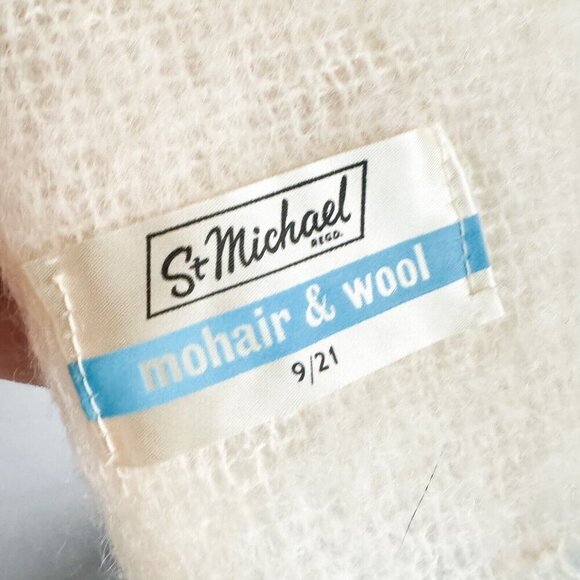 St Michael
REGD.
mohair & wool
9/21